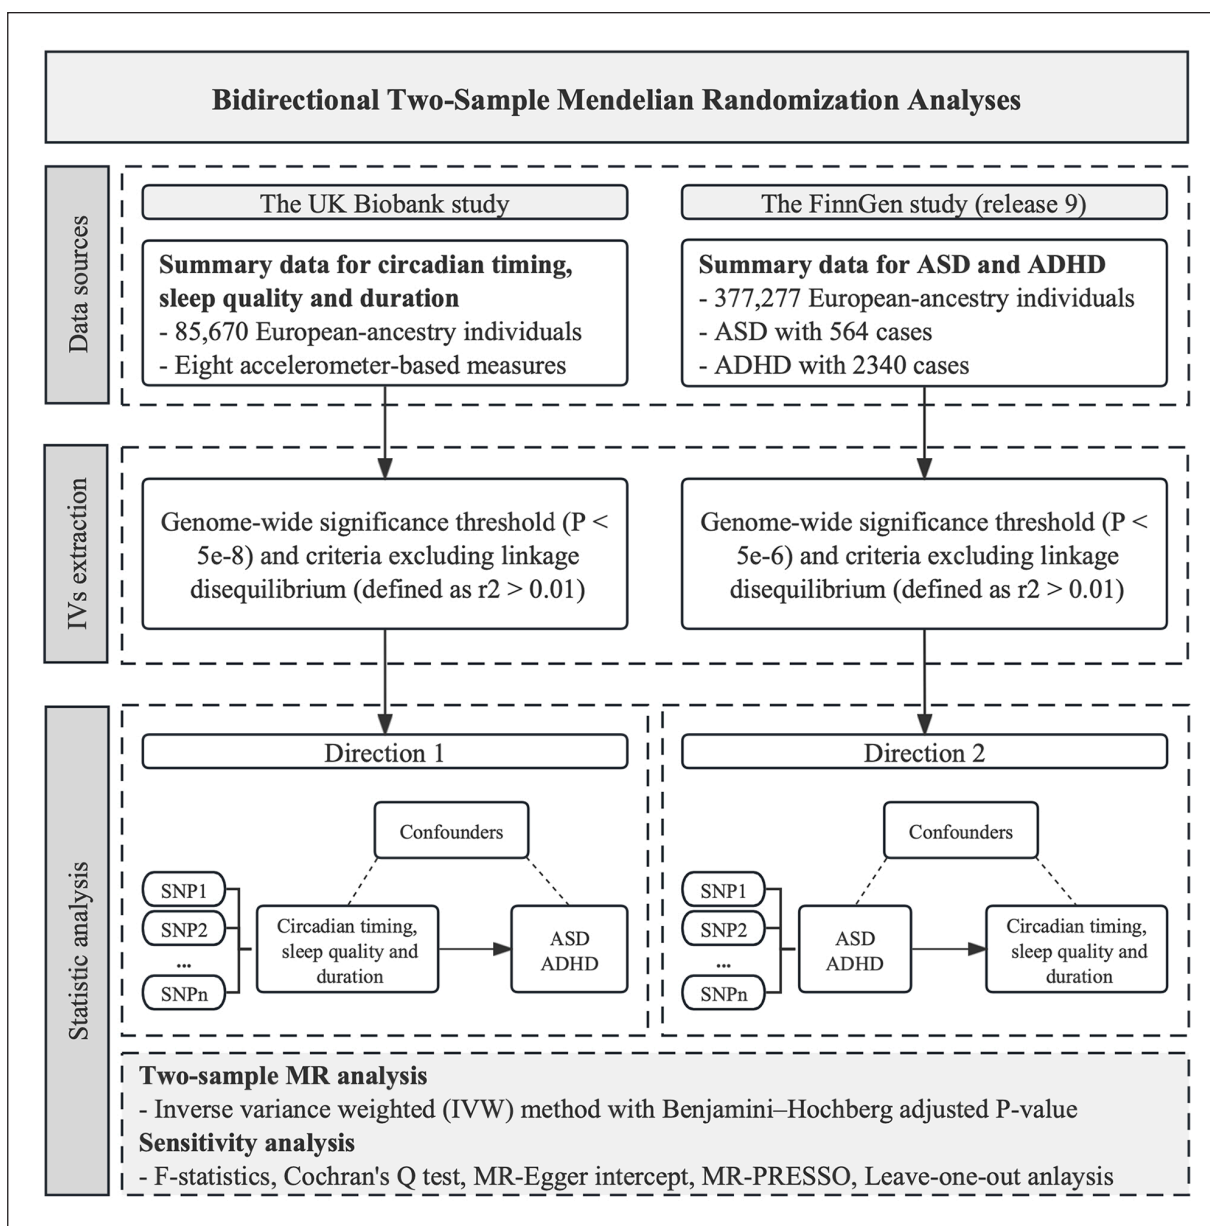 Bidirectional Two-Sample Mendelian Randomization Analyses
Data sources
The UK Biobank study
Summary data for circadian timing,
sleep quality and duration
- 85,670 European-ancestry individuals
- Eight accelerometer-based measures
The FinnGen study (release 9)
Summary data for ASD and ADHD
- 377,277 European-ancestry individuals
- ASD with 564 cases
- ADHD with 2340 cases
IVs extraction
Genome-wide significance threshold (P <
5e-8) and criteria excluding linkage
disequilibrium (defined as r2 > 0.01)
Genome-wide significance threshold (P <
5e-6) and criteria excluding linkage
disequilibrium (defined as r2 > 0.01)
Statistic analysis
Direction 1
Confounders
SNP1
SNP2
...
SNPn
Circadian timing,
sleep quality and
duration
ASD
ADHD
Direction 2
Confounders
SNP1
SNP2
...
SNPn
ASD
ADHD
Circadian timing,
sleep quality and
duration
Two-sample MR analysis
- Inverse variance weighted (IVW) method with Benjamini–Hochberg adjusted P-value
Sensitivity analysis
- F-statistics, Cochran's Q test, MR-Egger intercept, MR-PRESSO, Leave-one-out anlaysis